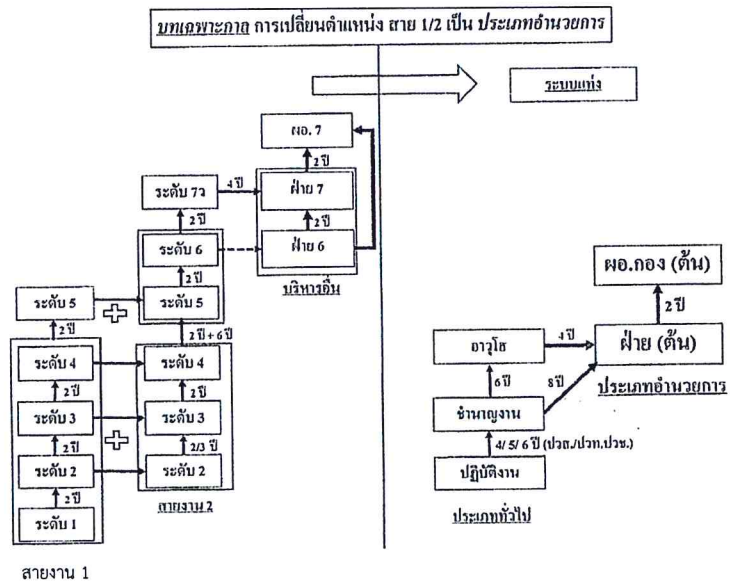 บทเฉพาะกาล การเปลี่ยนตำแหน่ง สาย 1/2 เป็น ประเภทอำนวยการ
ระบบแท่ง
ผอ. 7
2 ปี
ระดับ 7ว
4 ปี
ฝ่าย 7
2 ปี
2 ปี
ระดับ 6
ฝ่าย 6
2 ปี
บริหารอื่น
ระดับ 5
ระดับ 5
2 ปี
2 ปี + 6 ปี
ระดับ 4
ระดับ 4
2 ปี
2 ปี
ระดับ 3
ระดับ 3
2 ปี
2/3 ปี
ระดับ 2
ระดับ 2
2 ปี
สายงาน 2
ระดับ 1
สายงาน 1
ผอ.กอง (ต้น)
2 ปี
อาวุโส
4 ปี
ฝ่าย (ต้น)
6 ปี
8 ปี
ประเภทอำนวยการ
ชำนาญงาน
4/ 5/ 6 ปี (ปวส./ปวท.ปวช.)
ปฏิบัติงาน
ประเภททั่วไป